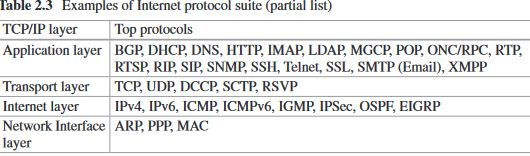 Table 2.3 Examples of Internet protocol suite (partial list)
TCP/IP layer Top protocols
Application layer BGP, DHCP, DNS, HTTP, IMAP, LDAP, MGCP, POP, ONC/RPC, RTP,
RTSP, RIP, SIP, SNMP, SSH, Telnet, SSL, SMTP (Email), XMPP
Transport layer TCP, UDP, DCCP, SCTP, RSVP
Internet layer IPv4, IPv6, ICMP, ICMPv6, IGMP, IPSec, OSPF, EIGRP
Network Interface ARP, PPP, MAC
layer